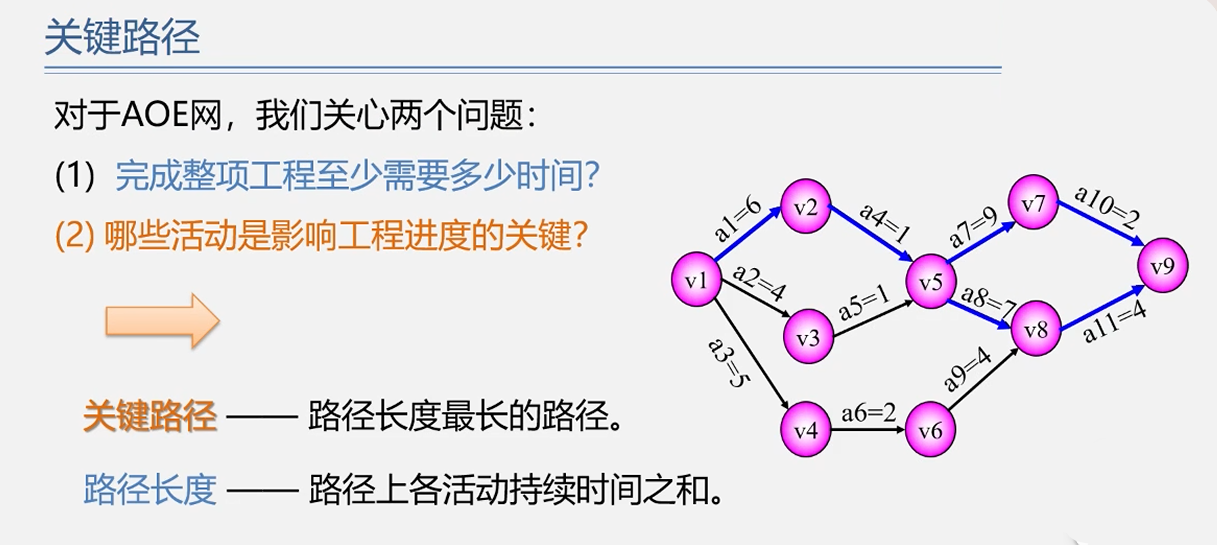 关键路径
对于AOE网，我们关心两个问题：
(1) 完成整项工程至少需要多少时间？
(2) 哪些活动是影响工程进度的关键？
关键路径 —— 路径长度最长的路径。
路径长度 —— 路径上各活动持续时间之和。
v1
v2
v3
v4
v5
v6
v7
v8
v9
a1=6
a2=4
a3=5
a4=1
a5=1
a6=2
a7=9
a8=7
a9=4
a10=2
a11=4